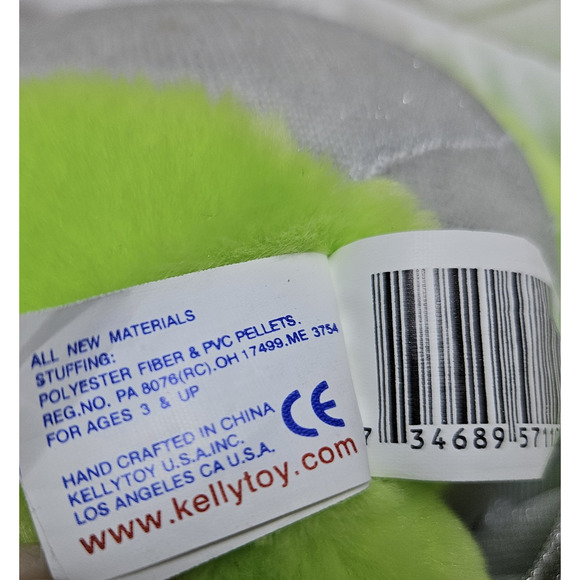 ALL NEW MATERIALS
STUFFING:
POLYESTER FIBER & PVC PELLETS.
REG.NO. PA 8076(RC).OH 17499.ME 3754
FOR AGES 3 & UP
CE
HAND CRAFTED IN CHINA
KELLYTOY U.S.A.INC.
LOS ANGELES CA U.S.A.
www.kellytoy.com
7 34689 5711